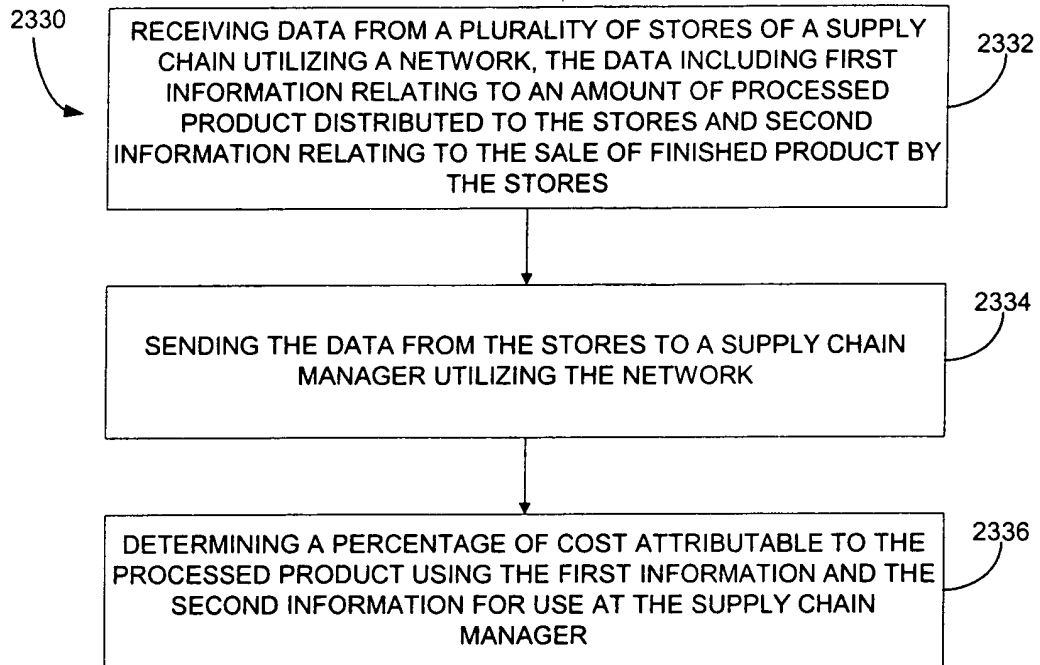 2330
RECEIVING DATA FROM A PLURALITY OF STORES OF A SUPPLY
CHAIN UTILIZING A NETWORK, THE DATA INCLUDING FIRST
INFORMATION RELATING TO AN AMOUNT OF PROCESSED
PRODUCT DISTRIBUTED TO THE STORES AND SECOND
INFORMATION RELATING TO THE SALE OF FINISHED PRODUCT BY
THE STORES
2332
SENDING THE DATA FROM THE STORES TO A SUPPLY CHAIN
MANAGER UTILIZING THE NETWORK
2334
DETERMINING A PERCENTAGE OF COST ATTRIBUTABLE TO THE
PROCESSED PRODUCT USING THE FIRST INFORMATION AND THE
SECOND INFORMATION FOR USE AT THE SUPPLY CHAIN
MANAGER
2336